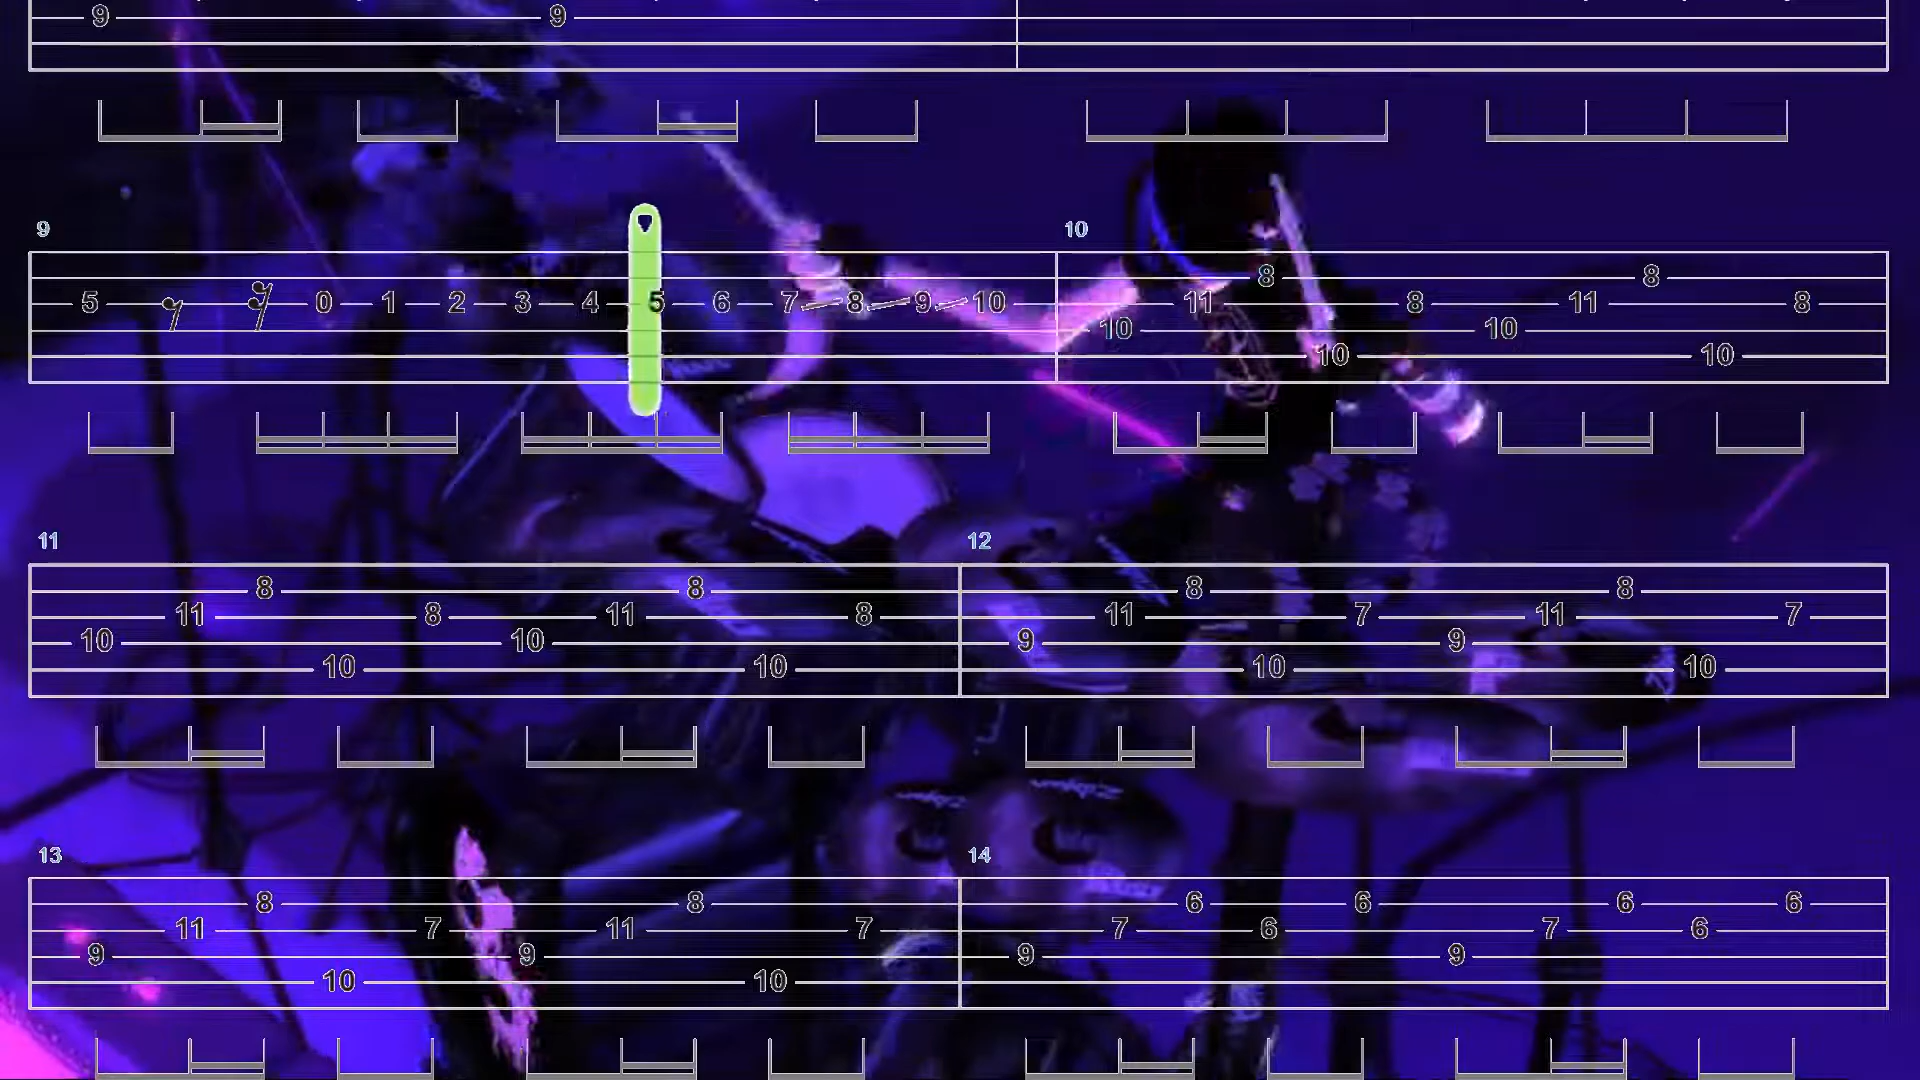 9 9
9 10
8 8
5 0 1 2 3 4 5 6 7 8 9 10 11 8 11 8
10 10
10 10
11 12
8 8 8 8
11 8 11 8 11 7 11 7
10 10 9 9
10 10 10 10
13 14
8 8 6 6 6 6
11 7 11 7 7 6 7 6
9 9 9 9
10 10